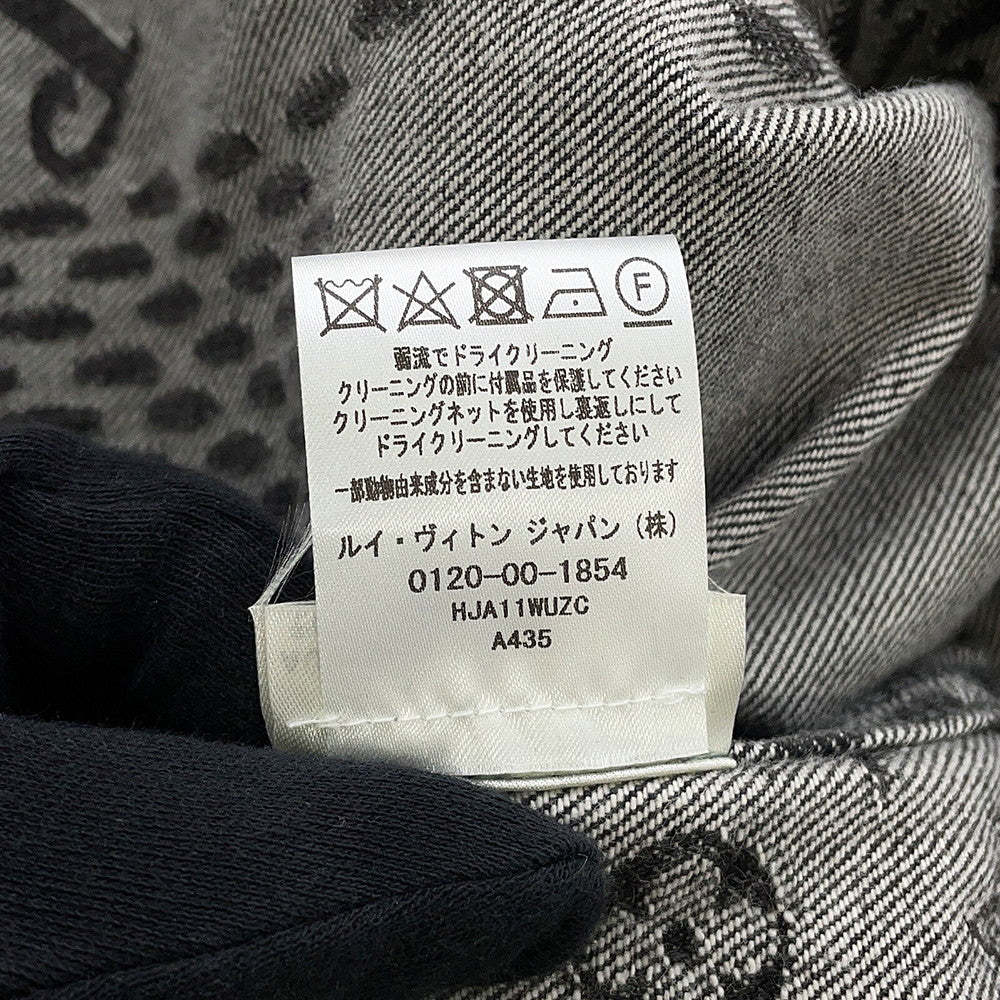 F
弱流でドライクリーニング
クリーニングの前に付属品を保護してください
クリーニングネットを使用し裏返しにして
ドライクリーニングしてください
一部動物由来成分を含まない生地を使用しております
ルイ・ヴィトン ジャパン（株）
0120-00-1854
HJA11WUZC
A435